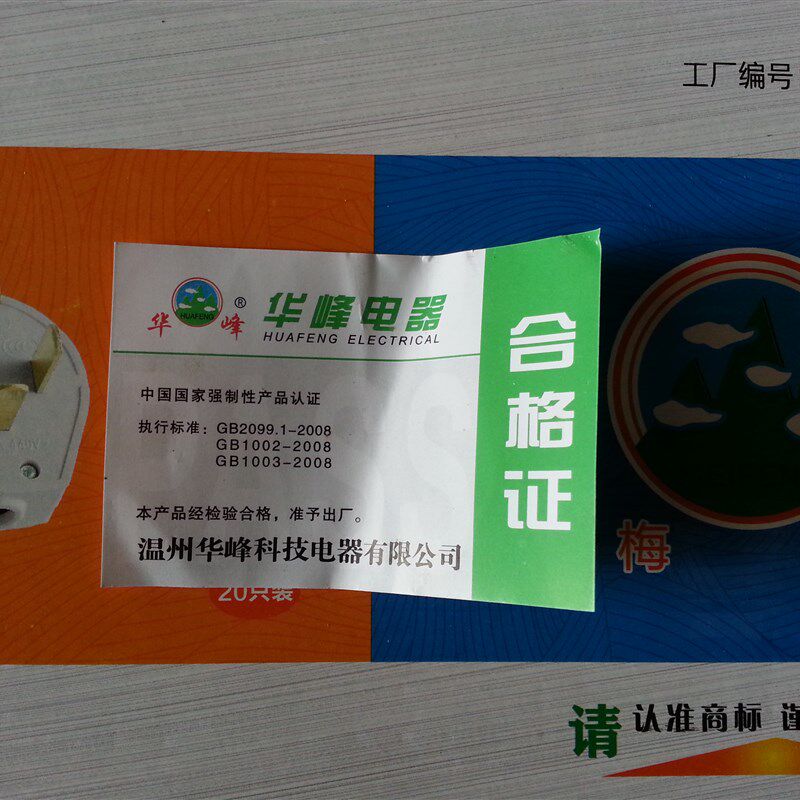 工厂编号
华 HUAFENG ® 峰
华峰电器
HUAFENG ELECTRICAL
中国国家强制性产品认证
执行标准：GB2099.1-2008
GB1002-2008
GB1003-2008
本产品经检验合格，准予出厂。
温州华峰科技电器有限公司
合格证
440V
梅
20只装
请认准商标